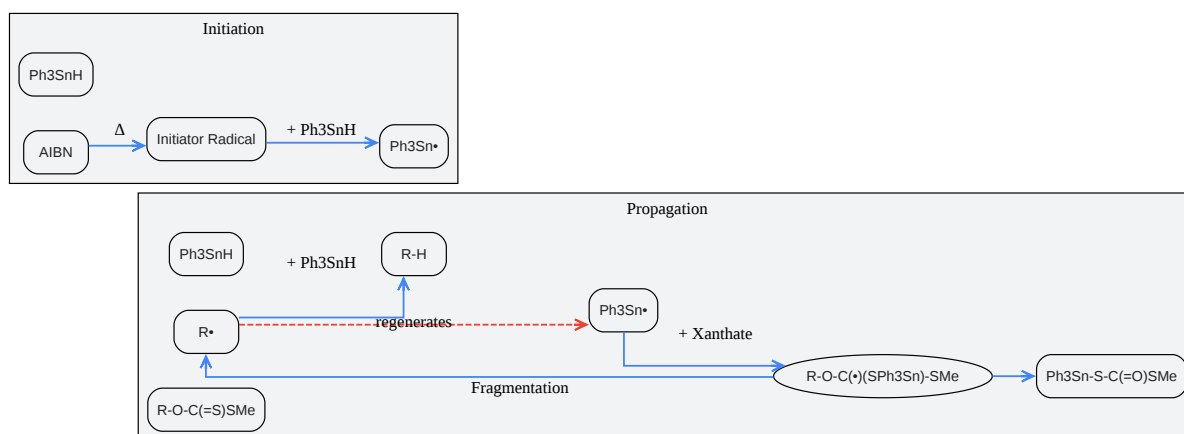 Initiation
Ph3SnH
AIBN
Δ
Initiator Radical
+ Ph3SnH
Ph3Sn•
Propagation
Ph3SnH
+ Ph3SnH
R-H
R•
regenerates
Ph3Sn•
+ Xanthate
Fragmentation
R-O-C(•)(SPh3Sn)-SMe
Ph3Sn-S-C(=O)SMe
R-O-C(=S)SMe